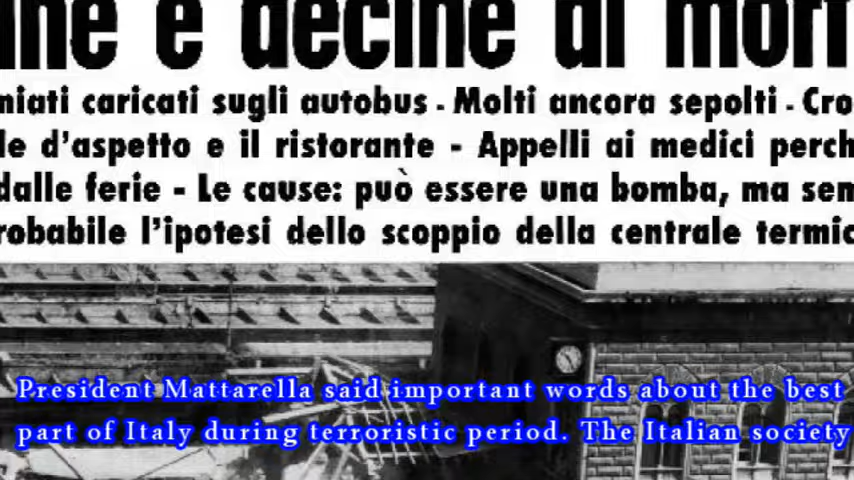 ine e decine di mort
niati caricati sugli autobus - Molti ancora sepolti - Cro
le d'aspetto e il ristorante - Appelli ai medici perch
dalle ferie - Le cause: può essere una bomba, ma sem
robabile l'ipotesi dello scoppio della centrale termic
President Mattarella said important words about the best
part of Italy during terroristic period. The Italian society